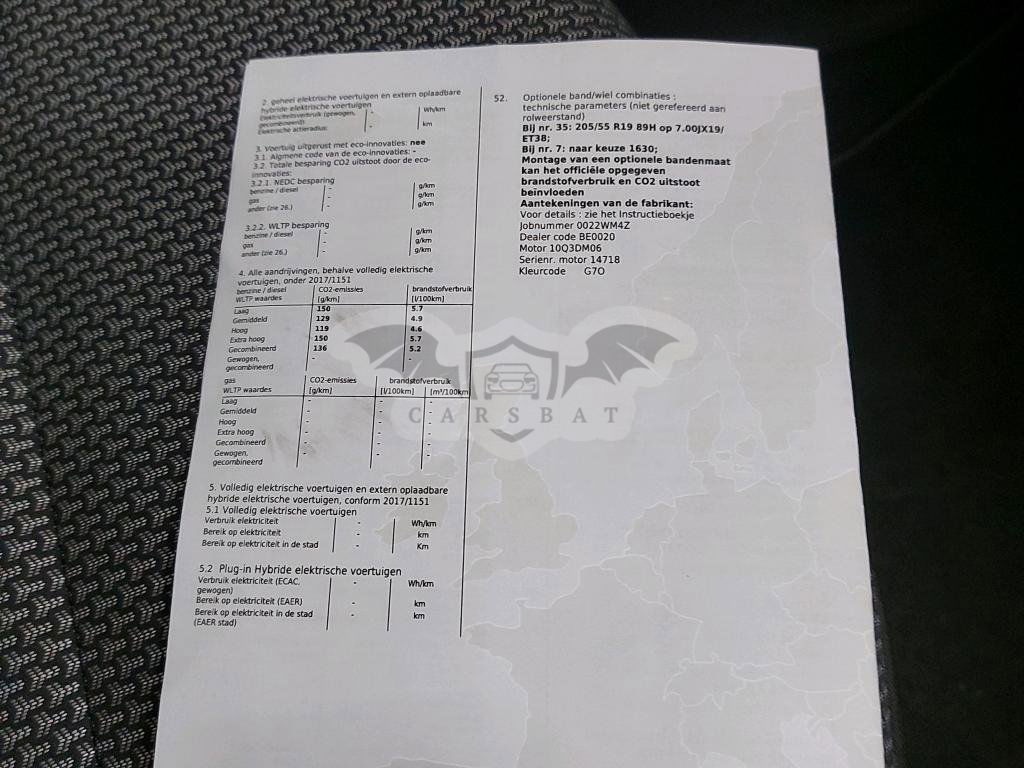 2. geheel elektrische voertuigen en extern oplaadbare
hybride elektrische voertuigen
Elektriciteitsverbruik (gewogen, - Wh/km
gecombineerd)
Elektrische actieradius: - km
3. Voertuig uitgerust met eco-innovaties: nee
3.1. Algmene code van de eco-innovaties: -
3.2. Totale besparing CO2 uitstoot door de eco-
innovaties:
3.2.1. NEDC besparing
benzine / diesel - g/km
gas - g/km
ander (zie 26.) - g/km
3.2.2. WLTP besparing
benzine / diesel - g/km
gas - g/km
ander (zie 26.) - g/km
4. Alle aandrijvingen, behalve volledig elektrische
voertuigen, onder 2017/1151
benzine / diesel CO2-emissies brandstofverbruik
WLTP waardes [g/km] [l/100km]
Laag 150 5.7
Gemiddeld 129 4.9
Hoog 119 4.6
Extra hoog 150 5.7
Gecombineerd 136 5.2
Gewogen, - -
gecombineerd
gas CO2-emissies brandstofverbruik
WLTP waardes [g/km] [l/100km] [m³/100km]
Laag - - -
Gemiddeld - - -
Hoog - - -
Extra hoog - - -
Gecombineerd - - -
Gewogen, - - -
gecombineerd
5. Volledig elektrische voertuigen en extern oplaadbare
hybride elektrische voertuigen, conform 2017/1151
5.1 Volledig elektrische voertuigen
Verbruik elektriciteit - Wh/km
Bereik op elektriciteit - km
Bereik op elektriciteit in de stad - Km
5.2 Plug-in Hybride elektrische voertuigen
Verbruik elektriciteit (ECAC, - Wh/km
gewogen)
Bereik op elektriciteit (EAER) - km
Bereik op elektriciteit in de stad - km
(EAER stad)
52. Optionele band/wiel combinaties :
technische parameters (niet gerefereerd aan
rolweerstand)
Bij nr. 35: 205/55 R19 89H op 7.00JX19/
ET38;
Bij nr. 7: naar keuze 1630;
Montage van een optionele bandenmaat
kan het officiële opgegeven
brandstofverbruik en CO2 uitstoot
beïnvloeden
Aantekeningen van de fabrikant:
Voor details : zie het Instructieboekje
Jobnummer 0022WM4Z
Dealer code BE0020
Motor 10Q3DM06
Serienr. motor 14718
Kleurcode G7O
CARSBAT